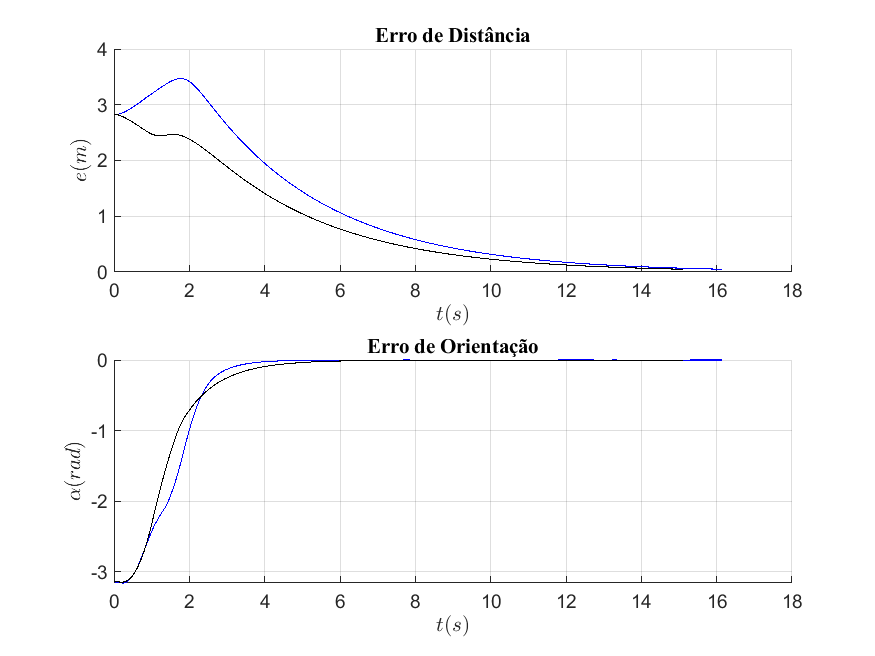 Erro de Distância
4
3
2
1
0
e(m)
0 2 4 6 8 10 12 14 16 18
t(s)
Erro de Orientação
0
-1
-2
-3
α(rad)
0 2 4 6 8 10 12 14 16 18
t(s)